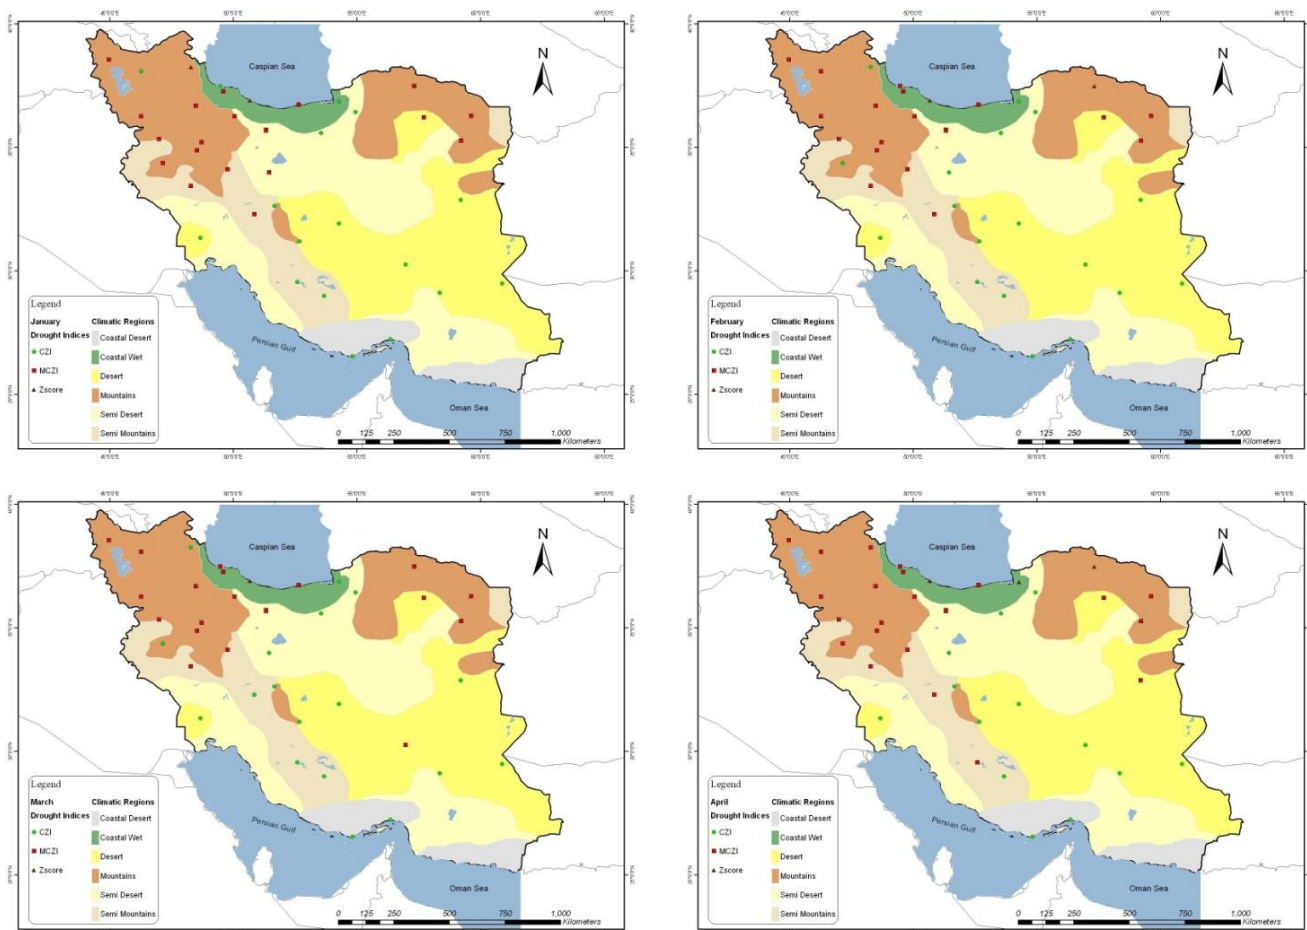 Caspian Sea
N
Persian Gulf
Oman Sea
Legend
January
Drought Indices
CZI
MCZI
Zscore
Climatic Regions
Coastal Desert
Coastal Wet
Desert
Mountains
Semi Desert
Semi Mountains
0 125 250 500 750 1,000
Kilometers
Caspian Sea
N
Persian Gulf
Oman Sea
Legend
February
Drought Indices
CZI
MCZI
Zscore
Climatic Regions
Coastal Desert
Coastal Wet
Desert
Mountains
Semi Desert
Semi Mountains
0 125 250 500 750 1,000
Kilometers
Caspian Sea
N
Persian Gulf
Oman Sea
Legend
March
Drought Indices
CZI
MCZI
Zscore
Climatic Regions
Coastal Desert
Coastal Wet
Desert
Mountains
Semi Desert
Semi Mountains
0 125 250 500 750 1,000
Kilometers
Caspian Sea
N
Persian Gulf
Oman Sea
Legend
April
Drought Indices
CZI
MCZI
Zscore
Climatic Regions
Coastal Desert
Coastal Wet
Desert
Mountains
Semi Desert
Semi Mountains
0 125 250 500 750 1,000
Kilometers